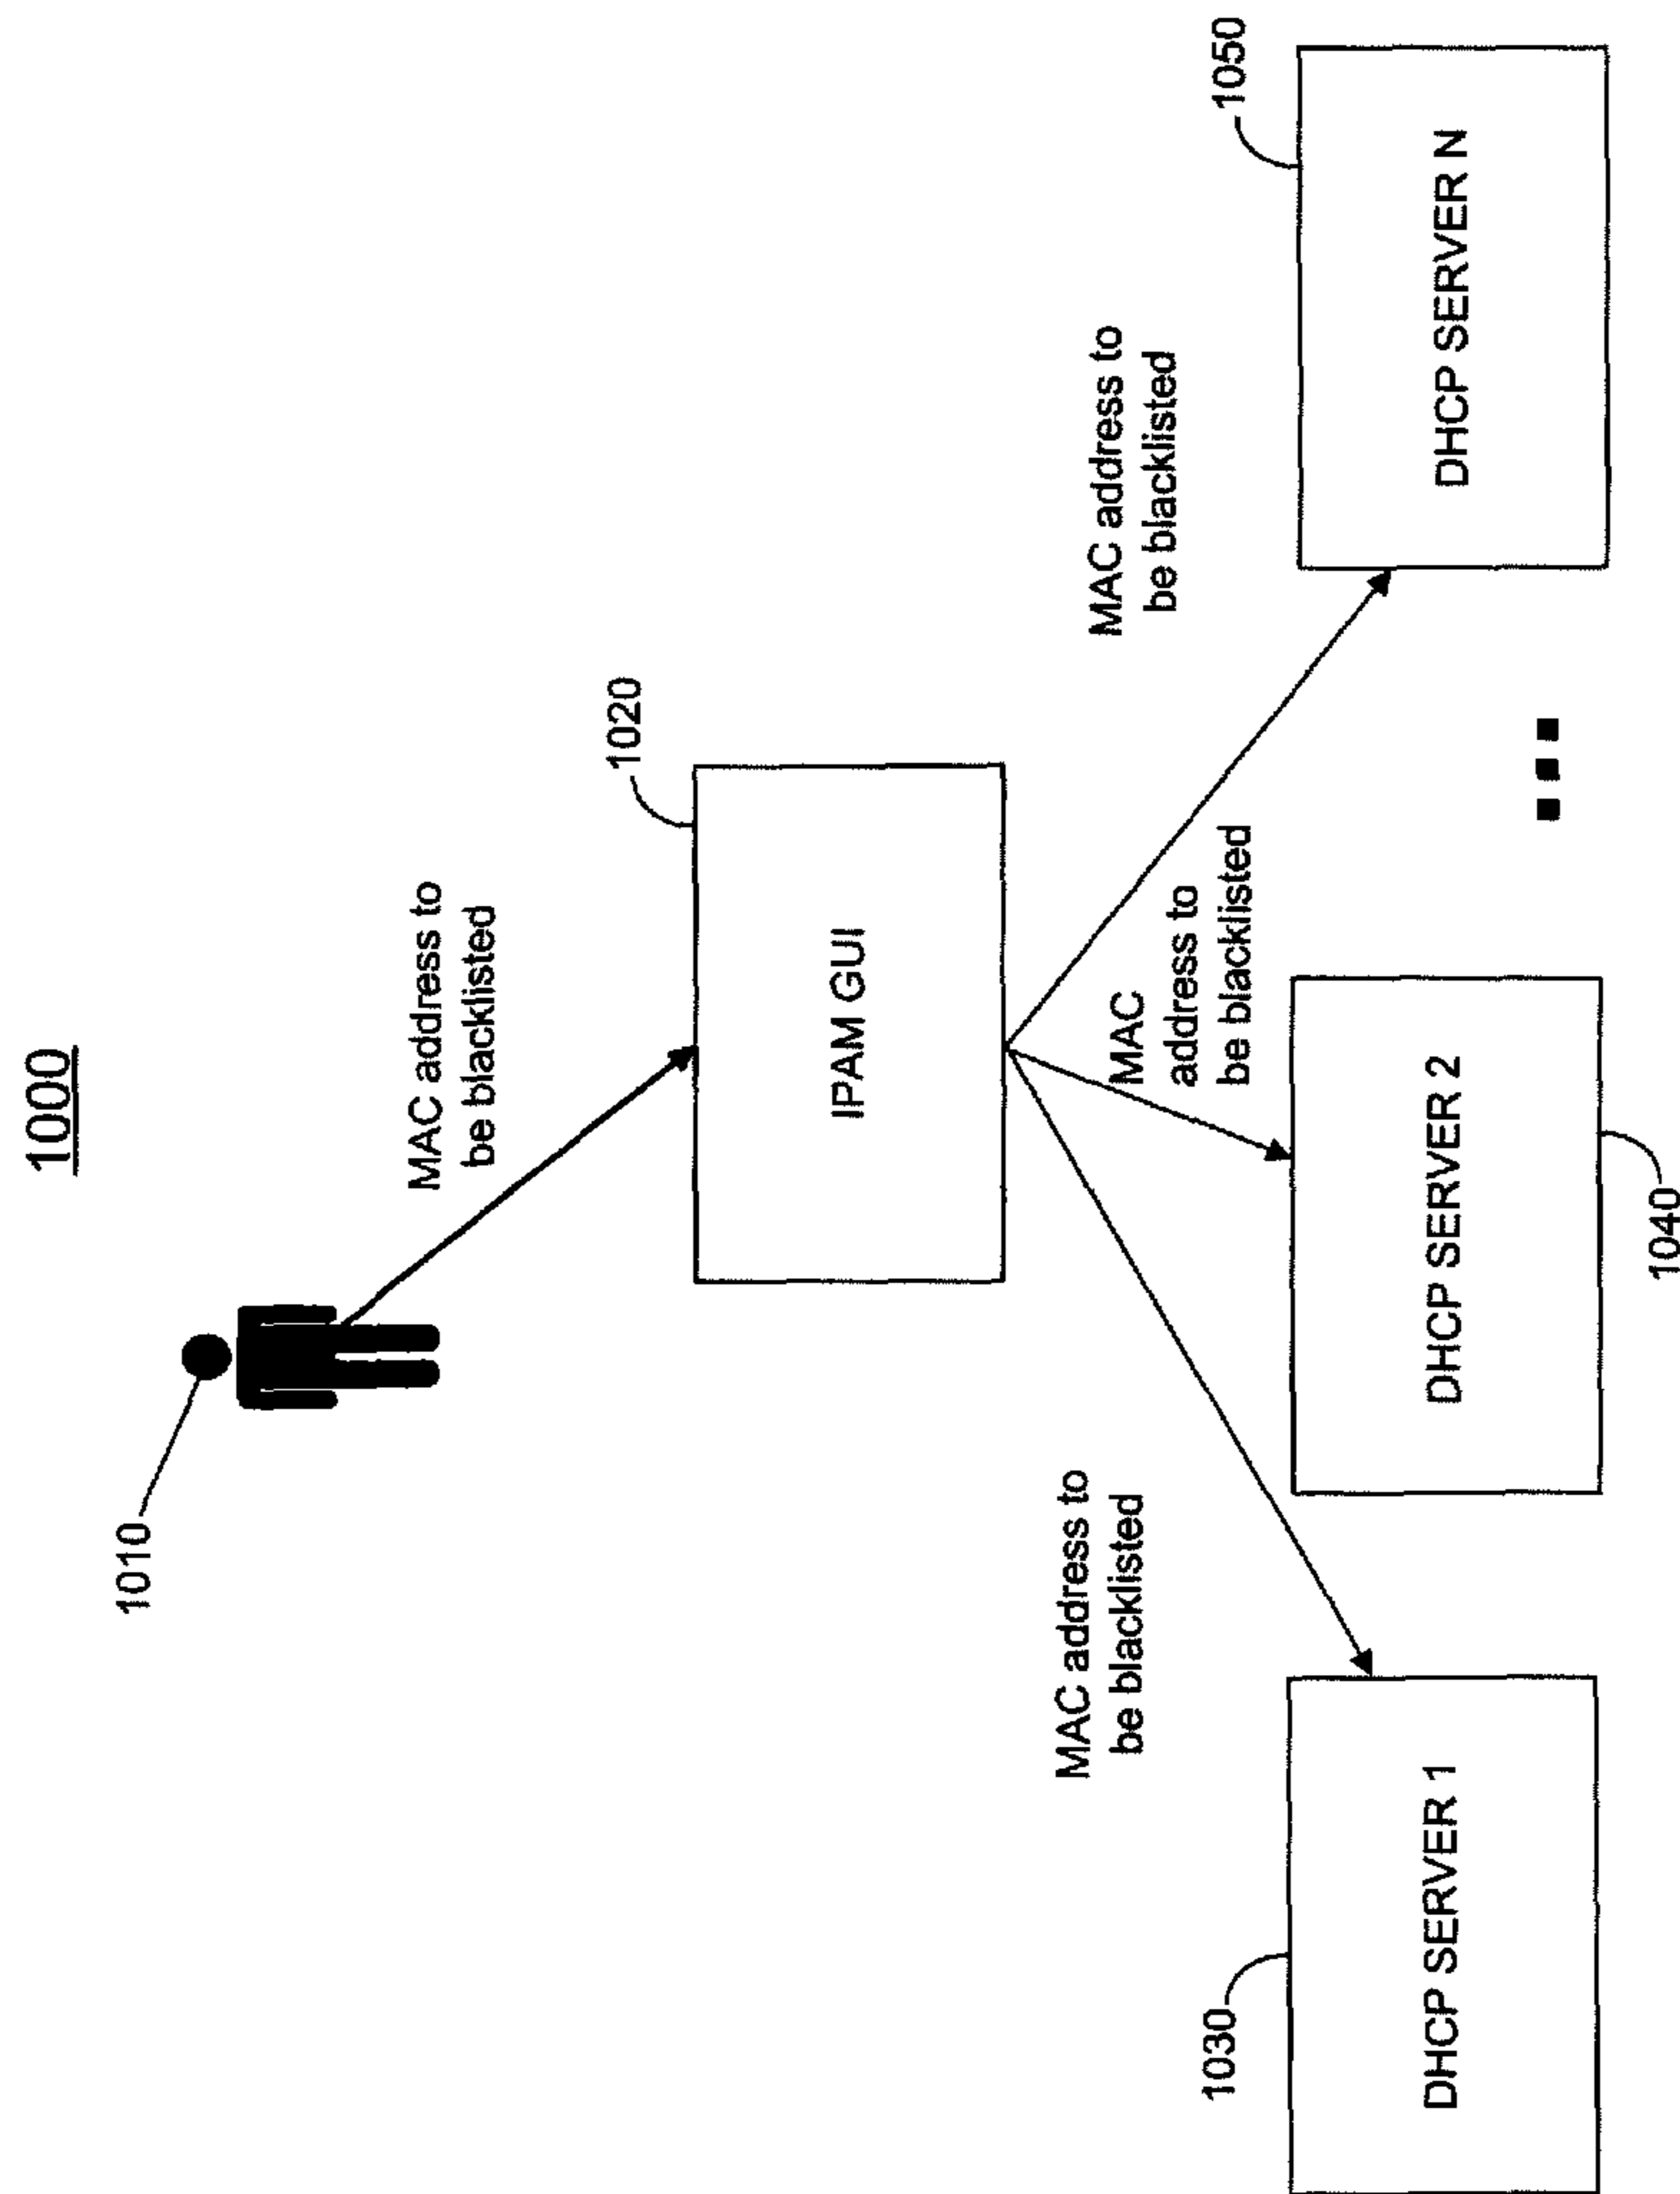 1000
1010
MAC address to
be blacklisted
1020
IPAM GUI
MAC address to
be blacklisted
MAC
address to
be blacklisted
MAC address to
be blacklisted
1030
DHCP SERVER 1
DHCP SERVER 2
1040
1050
DHCP SERVER N